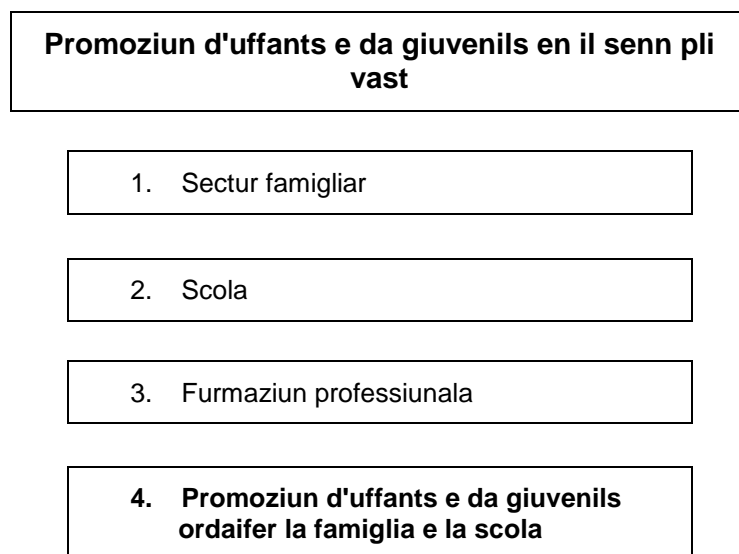 Promoziun d'uffants e da giuvenils en il senn pli
vast
1. Sectur famigliar
2. Scola
3. Furmaziun professiunala
4. Promoziun d'uffants e da giuvenils
ordaifer la famiglia e la scola